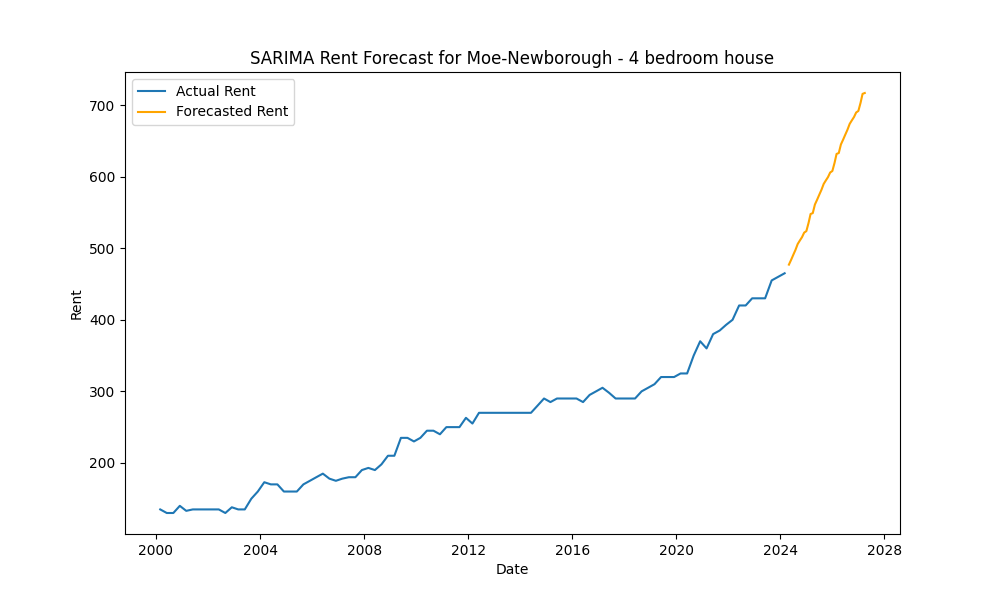 SARIMA Rent Forecast for Moe-Newborough - 4 bedroom house
Actual Rent
Forecasted Rent
700
600
500
400
300
200
Rent
2000 2004 2008 2012 2016 2020 2024 2028
Date